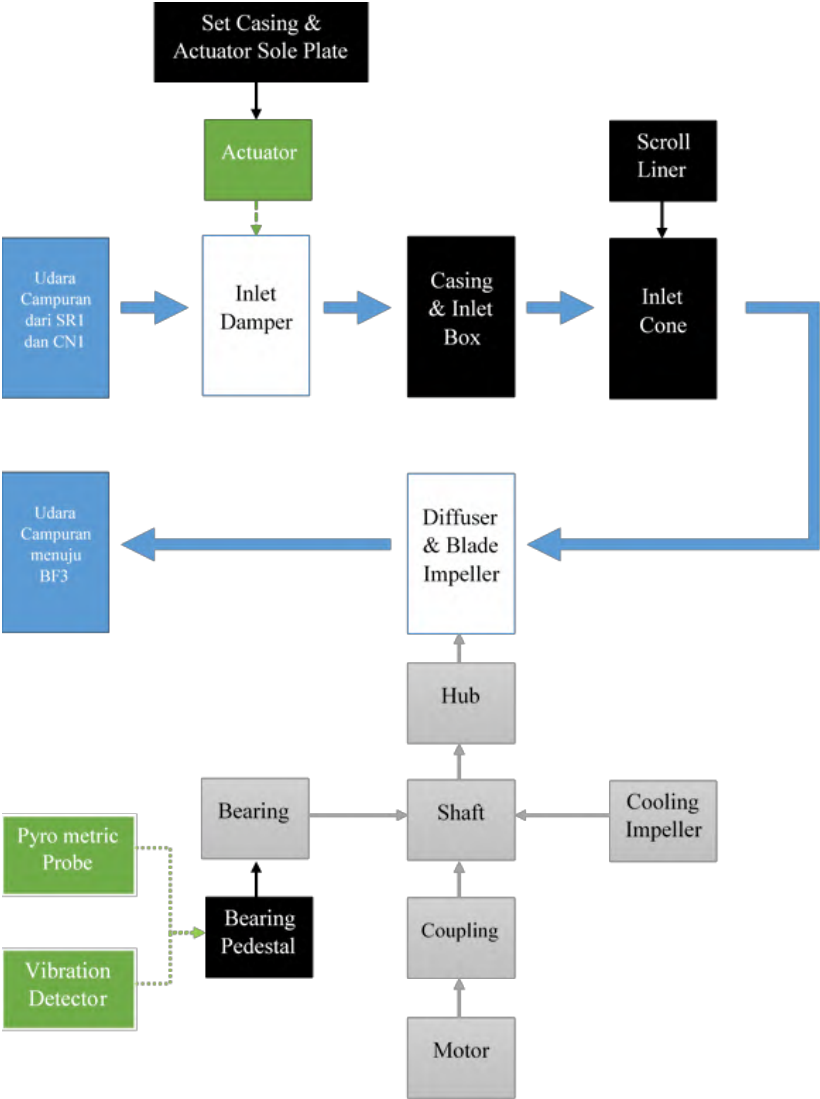 Set Casing &
Actuator Sole Plate
Actuator
Scroll
Liner
Udara
Campuran
dari SR1
dan CN1
Inlet
Damper
Casing
& Inlet
Box
Inlet
Cone
Udara
Campuran
menuju
BF3
Diffuser
& Blade
Impeller
Hub
Bearing
Shaft
Cooling
Impeller
Pyro metric
Probe
Bearing
Pedestal
Coupling
Vibration
Detector
Motor